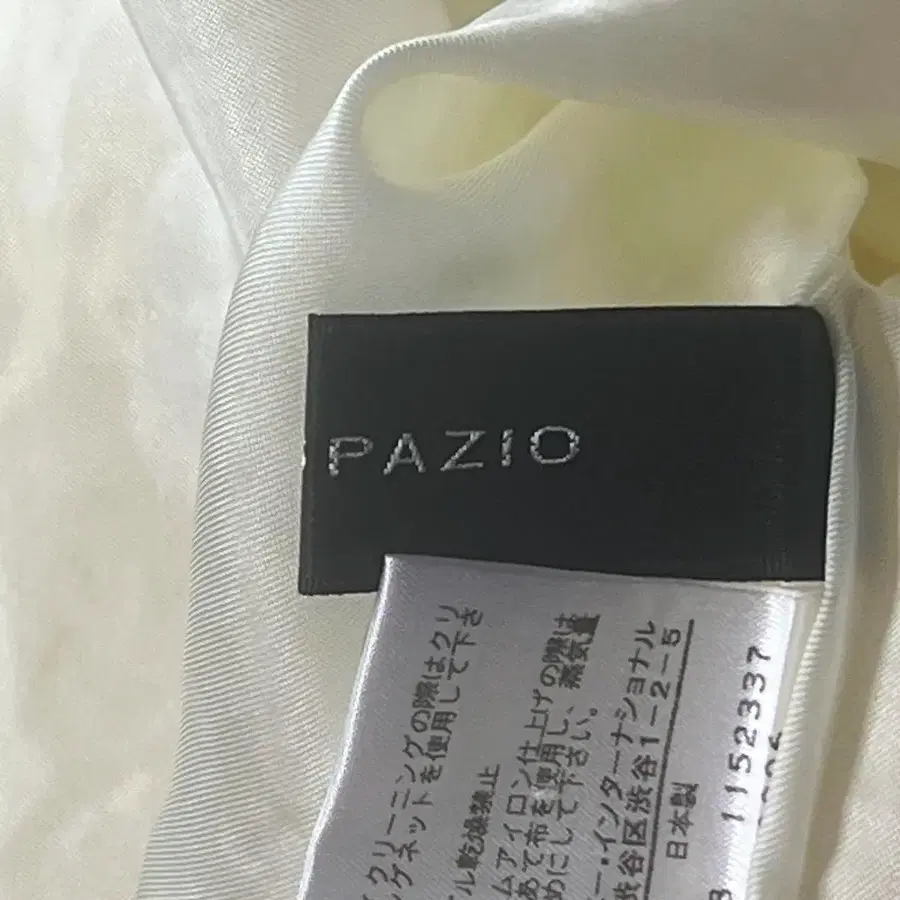 PAZIO
クリーニングの際はクリ
ケネットを使用して下さ
ル乾燥禁止
ムアイロン仕上げの際は
あて布を使用し、蒸気量
めにして下さい。
ー・インターナショナル
渋谷区渋谷1-2-5
日本製
1152337